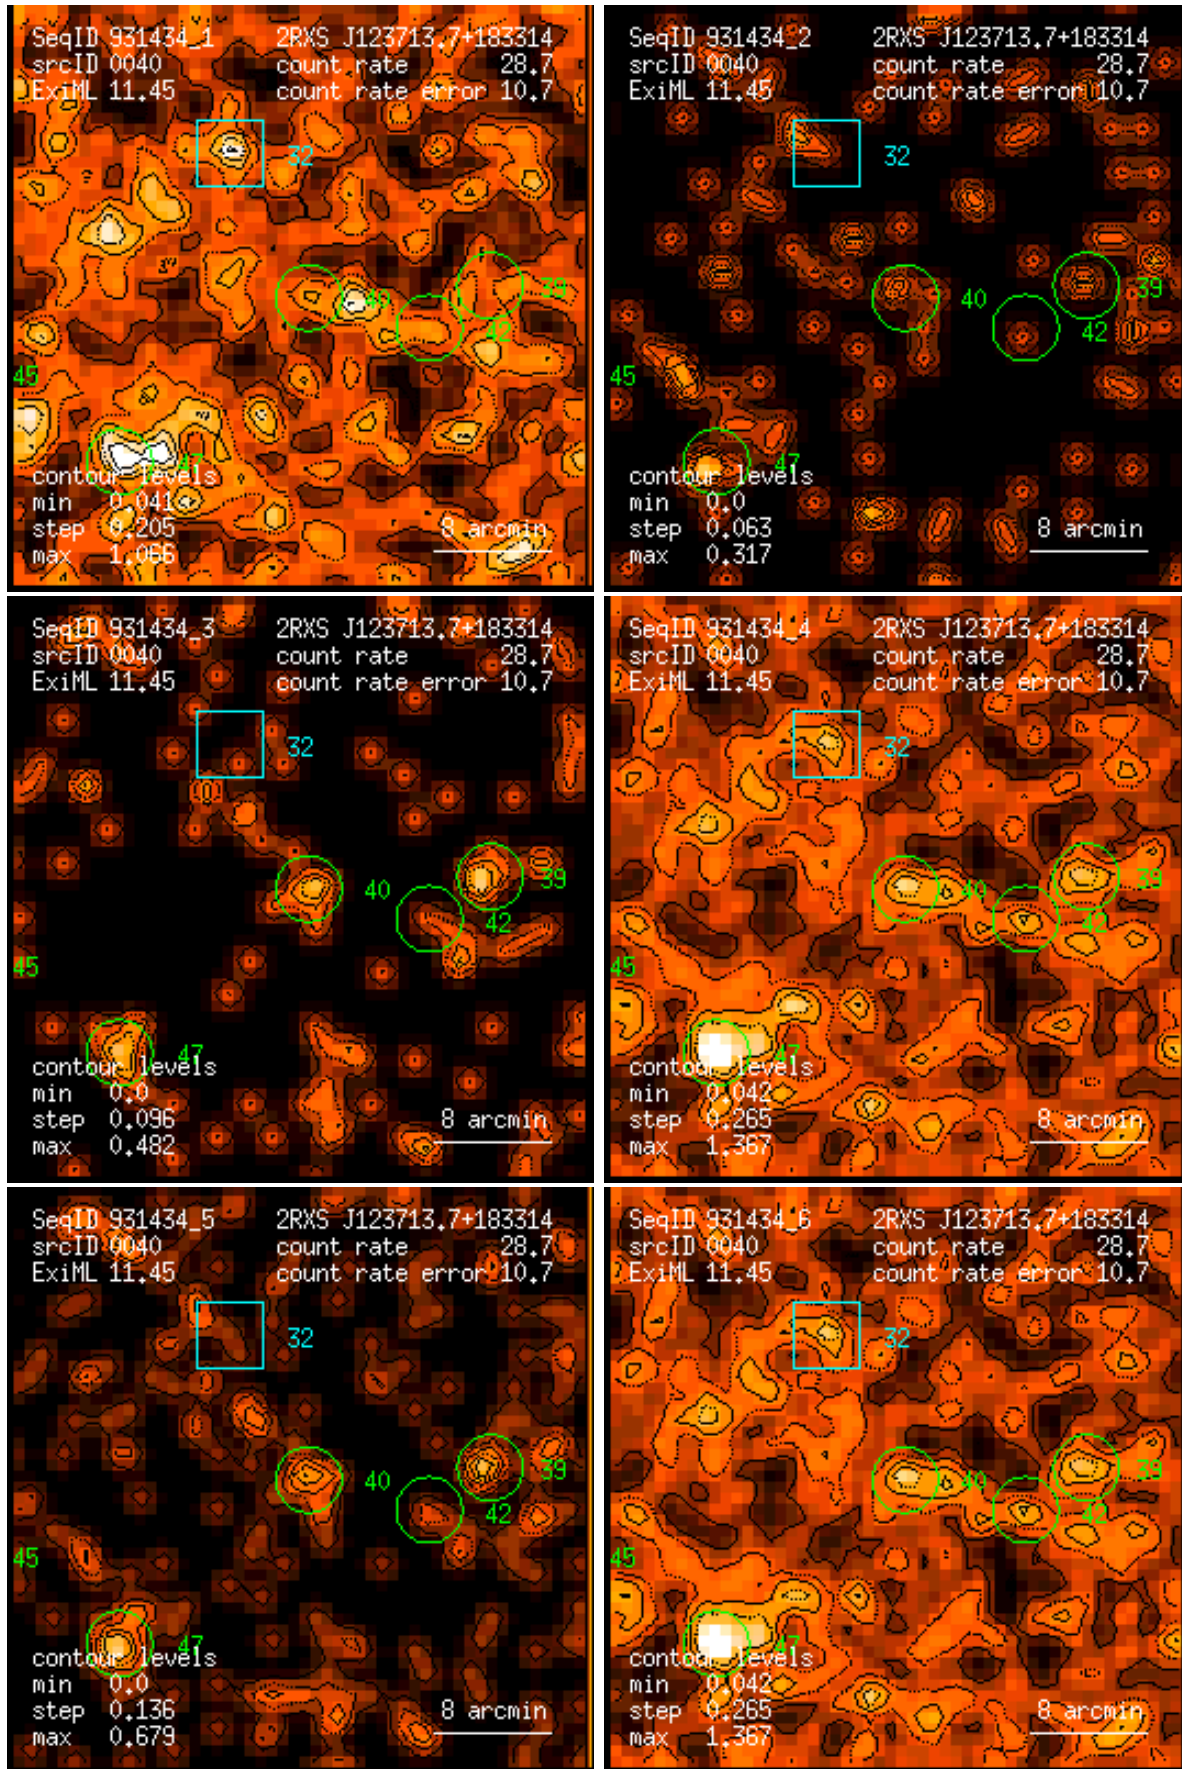 SeqID 931434_1 2RXS J123713.7+183314
srcID 0040 count rate 28.7
ExiML 11.45 count rate error 10.7
32
39
40
42
45
47
contour levels
min 0.041
step 0.205 8 arcmin
max 1.066
SeqID 931434_2 2RXS J123713.7+183314
srcID 0040 count rate 28.7
ExiML 11.45 count rate error 10.7
32
39
40
42
45
47
contour levels
min 0.0
step 0.063 8 arcmin
max 0.317
SeqID 931434_3 2RXS J123713.7+183314
srcID 0040 count rate 28.7
ExiML 11.45 count rate error 10.7
32
39
40
42
45
47
contour levels
min 0.0
step 0.096 8 arcmin
max 0.482
SeqID 931434_4 2RXS J123713.7+183314
srcID 0040 count rate 28.7
ExiML 11.45 count rate error 10.7
32
39
40
42
45
47
contour levels
min 0.042
step 0.265 8 arcmin
max 1.367
SeqID 931434_5 2RXS J123713.7+183314
srcID 0040 count rate 28.7
ExiML 11.45 count rate error 10.7
32
39
40
42
45
47
contour levels
min 0.0
step 0.136 8 arcmin
max 0.679
SeqID 931434_6 2RXS J123713.7+183314
srcID 0040 count rate 28.7
ExiML 11.45 count rate error 10.7
32
39
40
42
45
47
contour levels
min 0.042
step 0.265 8 arcmin
max 1.367